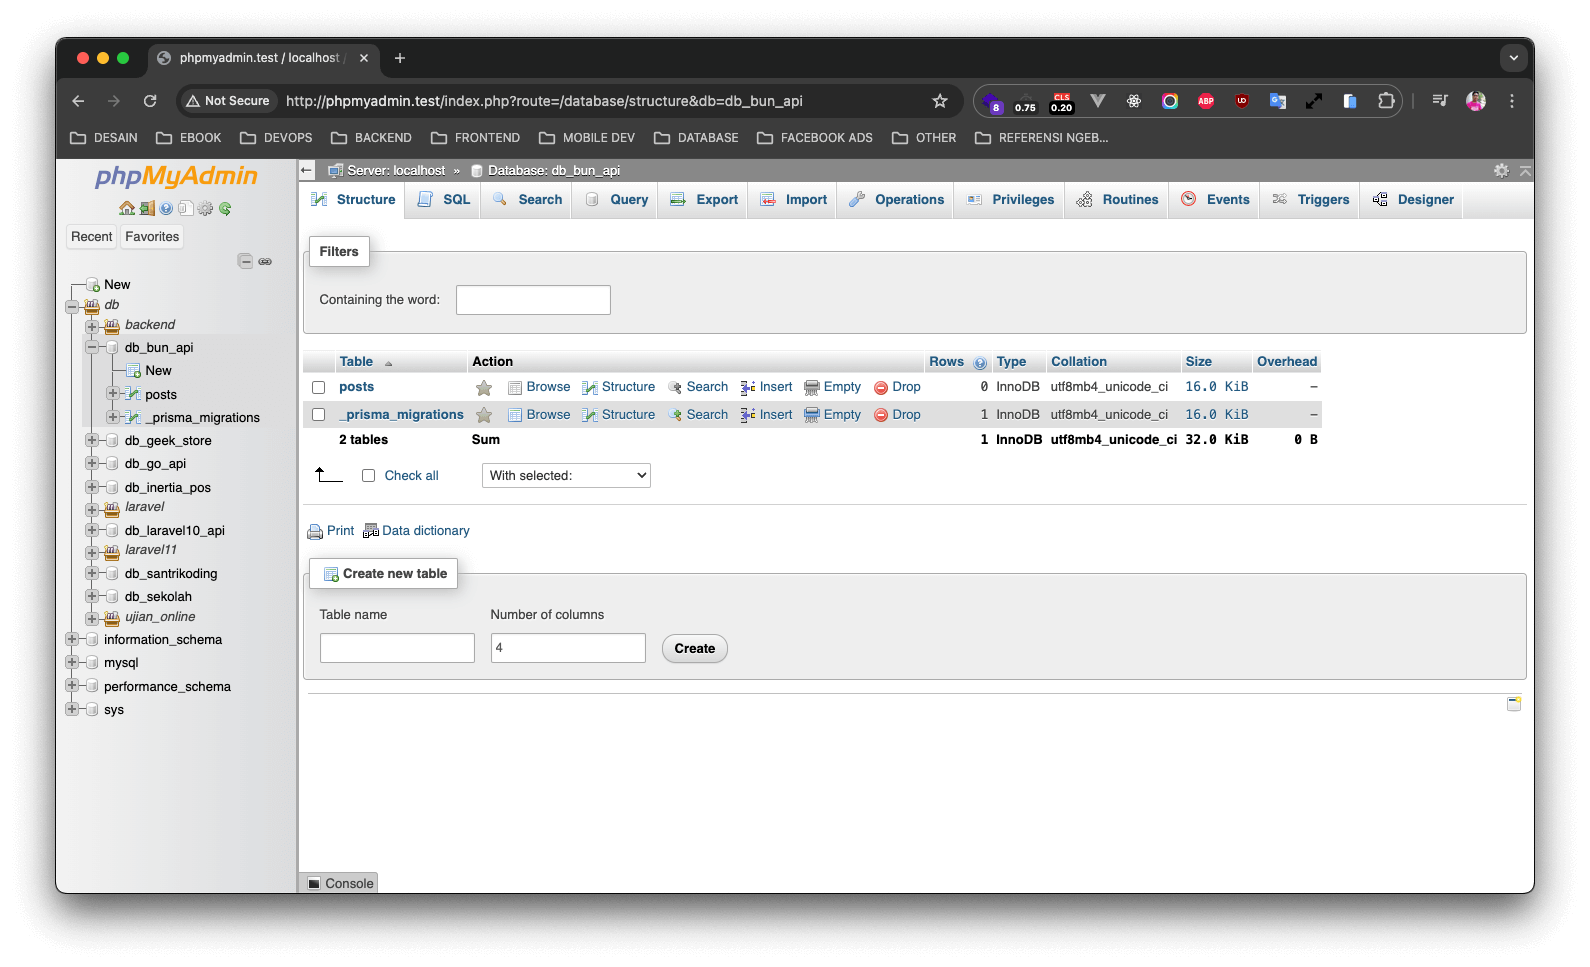 phpmyadmin.test / localhost /
Not Secure
http://phpmyadmin.test/index.php?route=/database/structure&db=db_bun_api
8
0.75
CLS
0.20
ABP
DESAIN
EBOOK
DEVOPS
BACKEND
FRONTEND
MOBILE DEV
DATABASE
FACEBOOK ADS
OTHER
REFERENSI NGEB...
phpMyAdmin
Recent
Favorites
New
db
backend
db_bun_api
New
posts
_prisma_migrations
db_geek_store
db_go_api
db_inertia_pos
laravel
db_laravel10_api
laravel11
db_santrikoding
db_sekolah
ujian_online
information_schema
mysql
performance_schema
sys
Server: localhost » Database: db_bun_api
Structure
SQL
Search
Query
Export
Import
Operations
Privileges
Routines
Events
Triggers
Designer
Filters
Containing the word:
Table Action Rows Type Collation Size Overhead
posts Browse Structure Search Insert Empty Drop 0 InnoDB utf8mb4_unicode_ci 16.0 KiB –
_prisma_migrations Browse Structure Search Insert Empty Drop 1 InnoDB utf8mb4_unicode_ci 16.0 KiB –
2 tables Sum 1 InnoDB utf8mb4_unicode_ci 32.0 KiB 0 B
Check all With selected:
Print Data dictionary
Create new table
Table name Number of columns
4 Create
Console